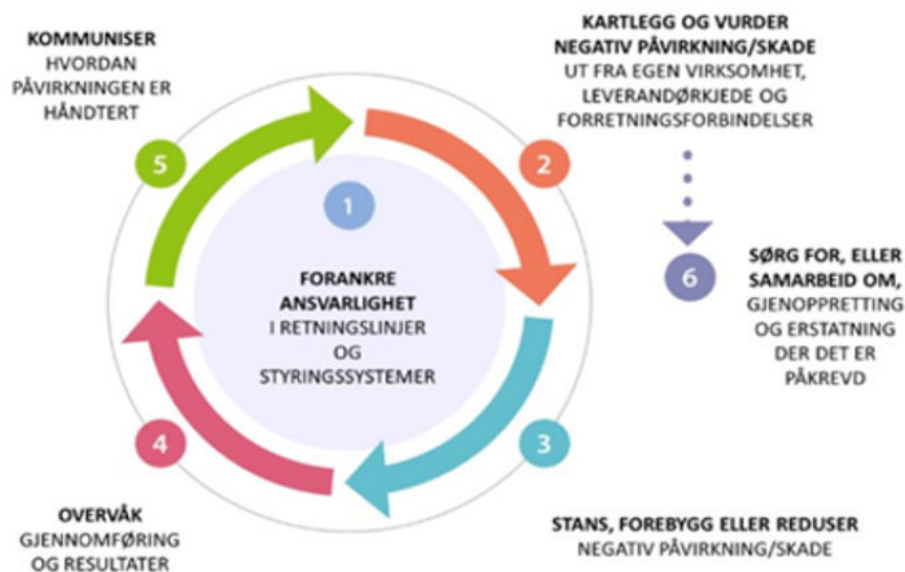 1
FORANKRE
ANSVARLIGHET
I RETNINGSLINJER
OG
STYRINGSSYSTEMER
2
KARTLEGG OG VURDER
NEGATIV PÅVIRKNING/SKADE
UT FRA EGEN VIRKSOMHET,
LEVERANDØRKJEDE OG
FORRETNINGSFORBINDELSER
3
STANS, FOREBYGG ELLER REDUSER
NEGATIV PÅVIRKNING/SKADE
4
OVERVÅK
GJENNOMFØRING
OG RESULTATER
5
KOMMUNISER
HVORDAN
PÅVIRKNINGEN ER
HÅNDTERT
6
SØRG FOR, ELLER
SAMARBEID OM,
GJENOPPRETTING
OG ERSTATNING
DER DET ER
PÅKREVD